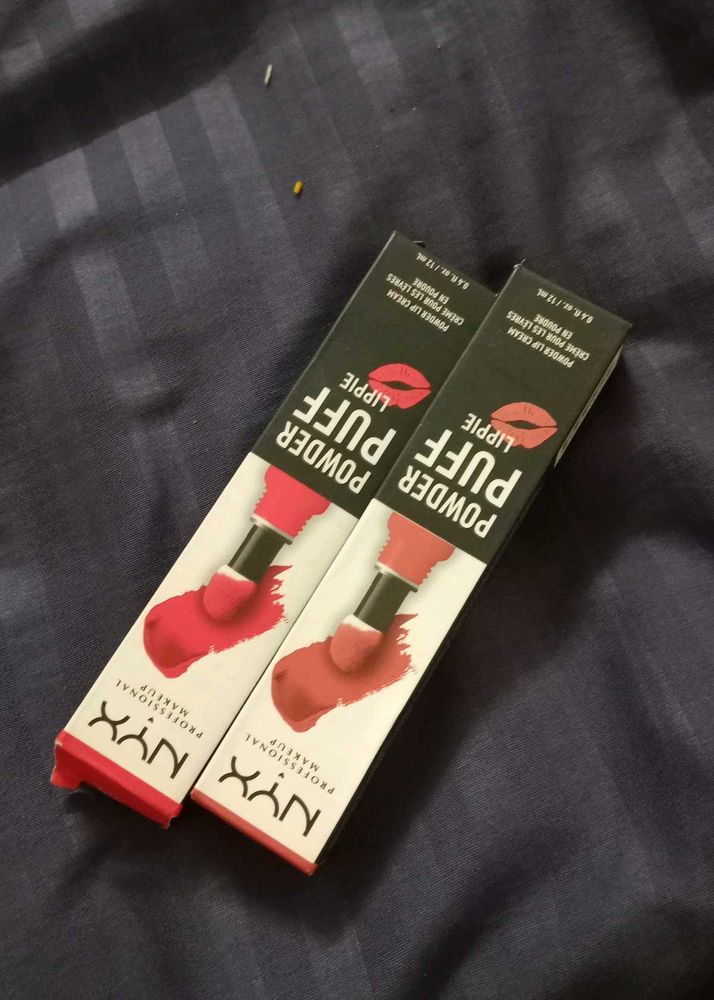 NYX
PROFESSIONAL
MAKEUP
POWDER
PUFF
LIPPIE
POWDER LIP CREAM
CRÈME POUR LES LÈVRES
EN POUDRE
0.4 fl. oz. / 12 mL
NYX
PROFESSIONAL
MAKEUP
POWDER
PUFF
LIPPIE
POWDER LIP CREAM
CRÈME POUR LES LÈVRES
EN POUDRE
0.4 fl. oz. / 12 mL